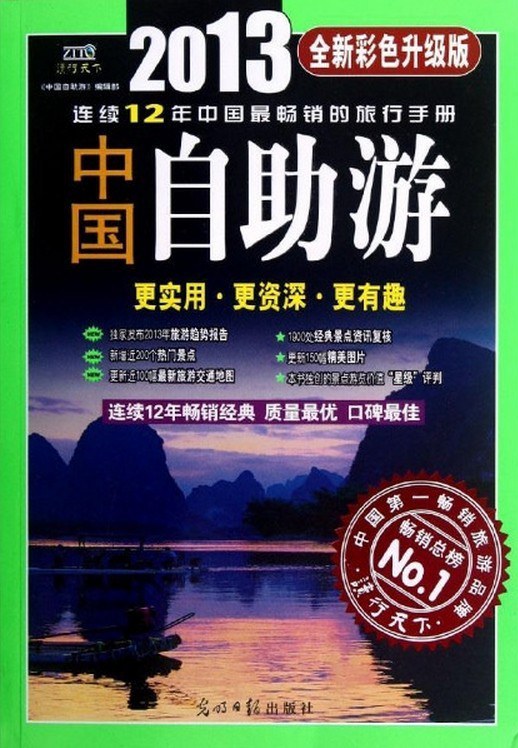 2013
全新彩色升级版
ZTTO
读行天下
《中国自助游》编辑部
连续12年中国最畅销的旅行手册
中国
自助游
更实用·更资深·更有趣
独家发布2013年旅游趋势报告
新增近200个热门景点
更新近100幅最新旅游交通地图
★1900处经典景点资讯复核
★更新150幅精美图片
★本书独创的景点游览价值“星级”评判
连续12年畅销经典 质量最优 口碑最佳
中国第一畅销旅游品牌
畅销总榜
No.1
·读行天下·
光明日报出版社